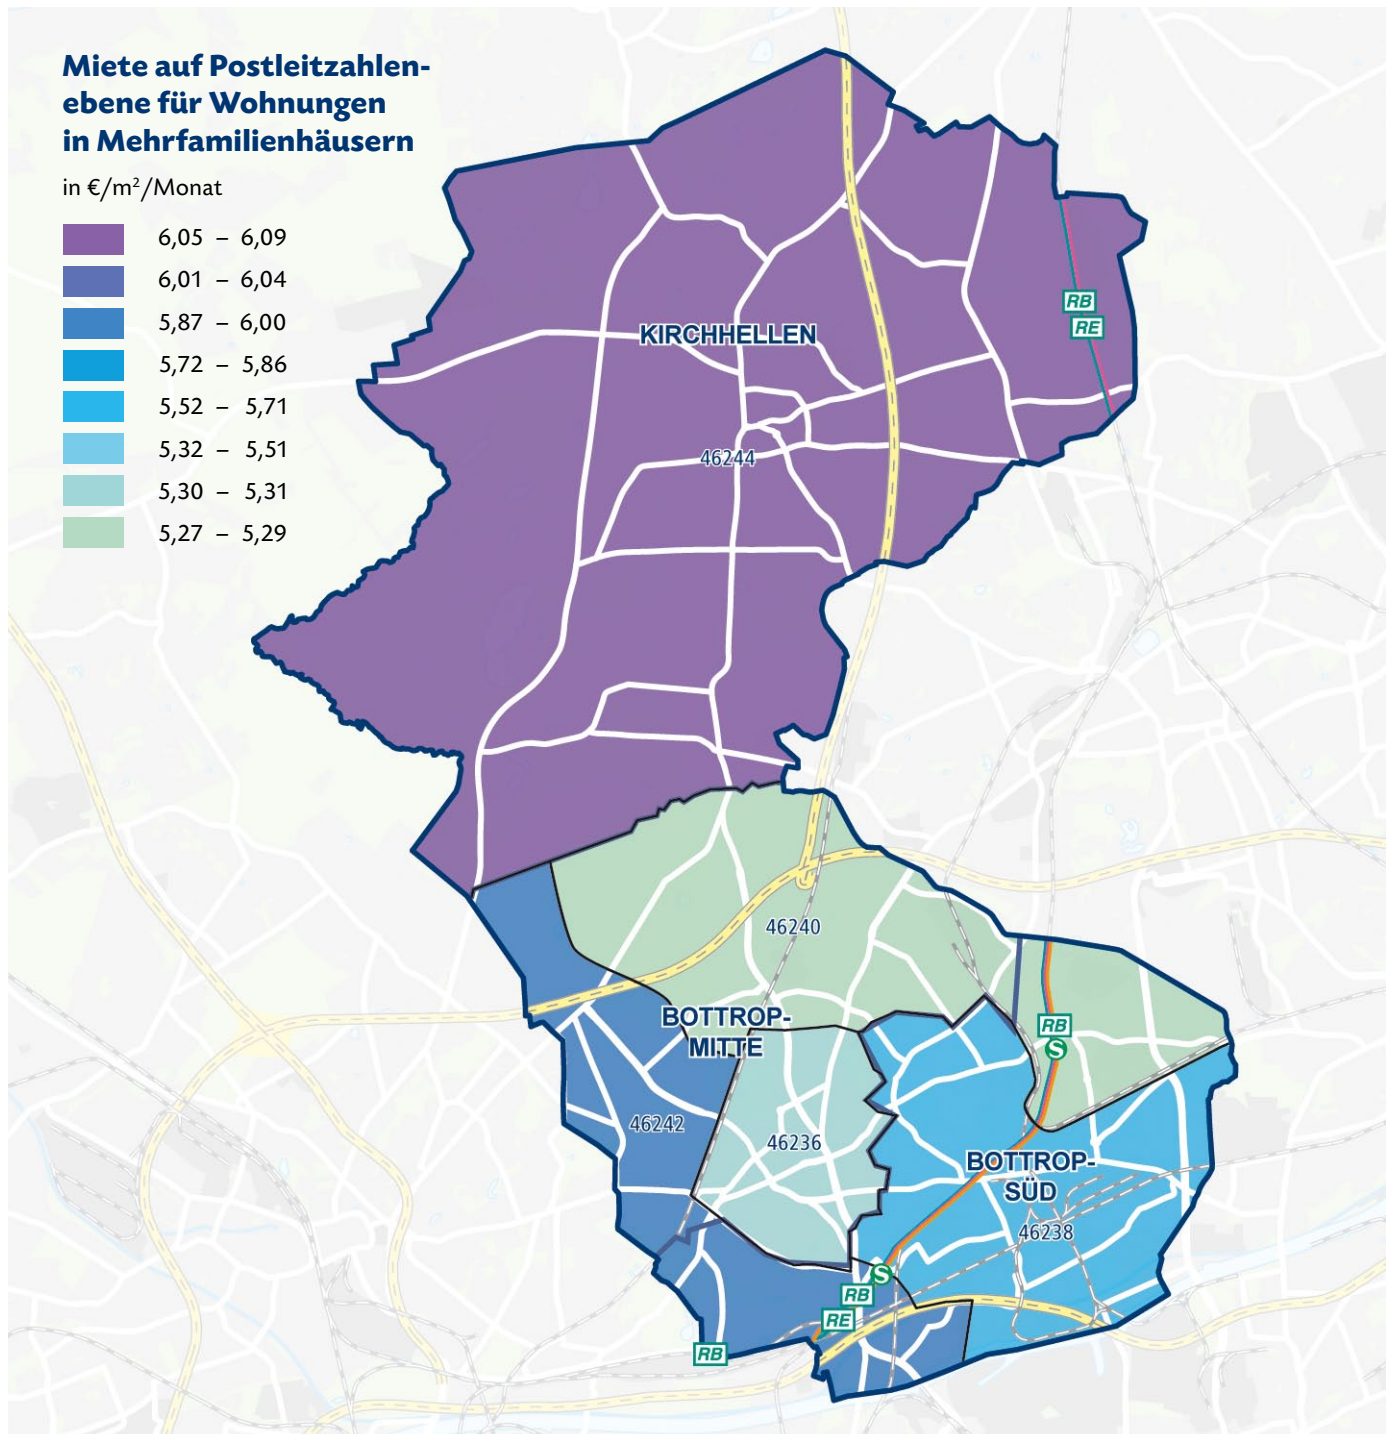 Miete auf Postleitzahlen-
ebene für Wohnungen
in Mehrfamilienhäusern
in €/m²/Monat
6,05 – 6,09
6,01 – 6,04
5,87 – 6,00
5,72 – 5,86
5,52 – 5,71
5,32 – 5,51
5,30 – 5,31
5,27 – 5,29
RB
RE
KIRCHHELLEN
46244
46240
BOTTROP-
MITTE
RB
S
46242
46236
BOTTROP-
SÜD
46238
S
RB
RE
RB